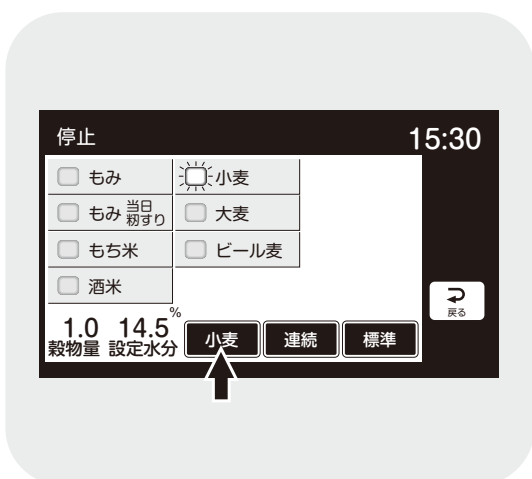 停止 15:30
もみ 小麦
もみ 当日籾すり 大麦
もち米 ビール麦
酒米
戻る
1.0 14.5%
穀物量 設定水分 小麦 連続 標準